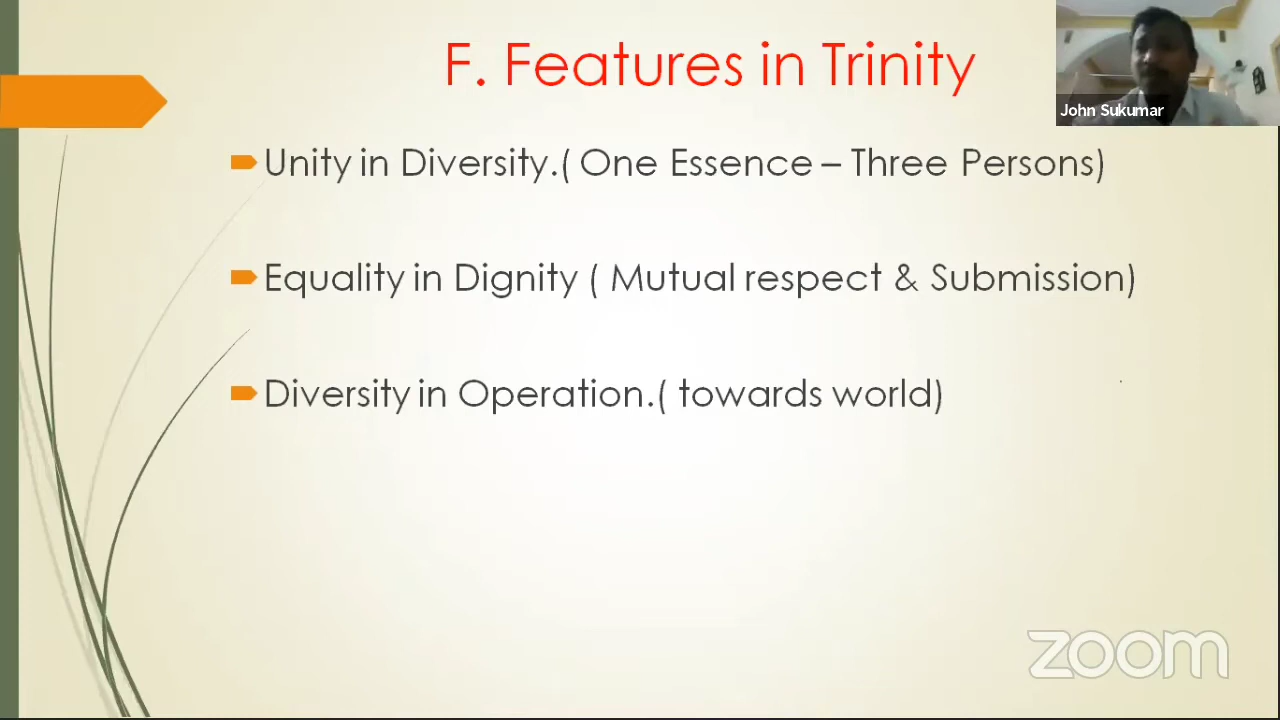 F. Features in Trinity
John Sukumar
Unity in Diversity.( One Essence – Three Persons)
Equality in Dignity ( Mutual respect & Submission)
Diversity in Operation.( towards world)
zoom